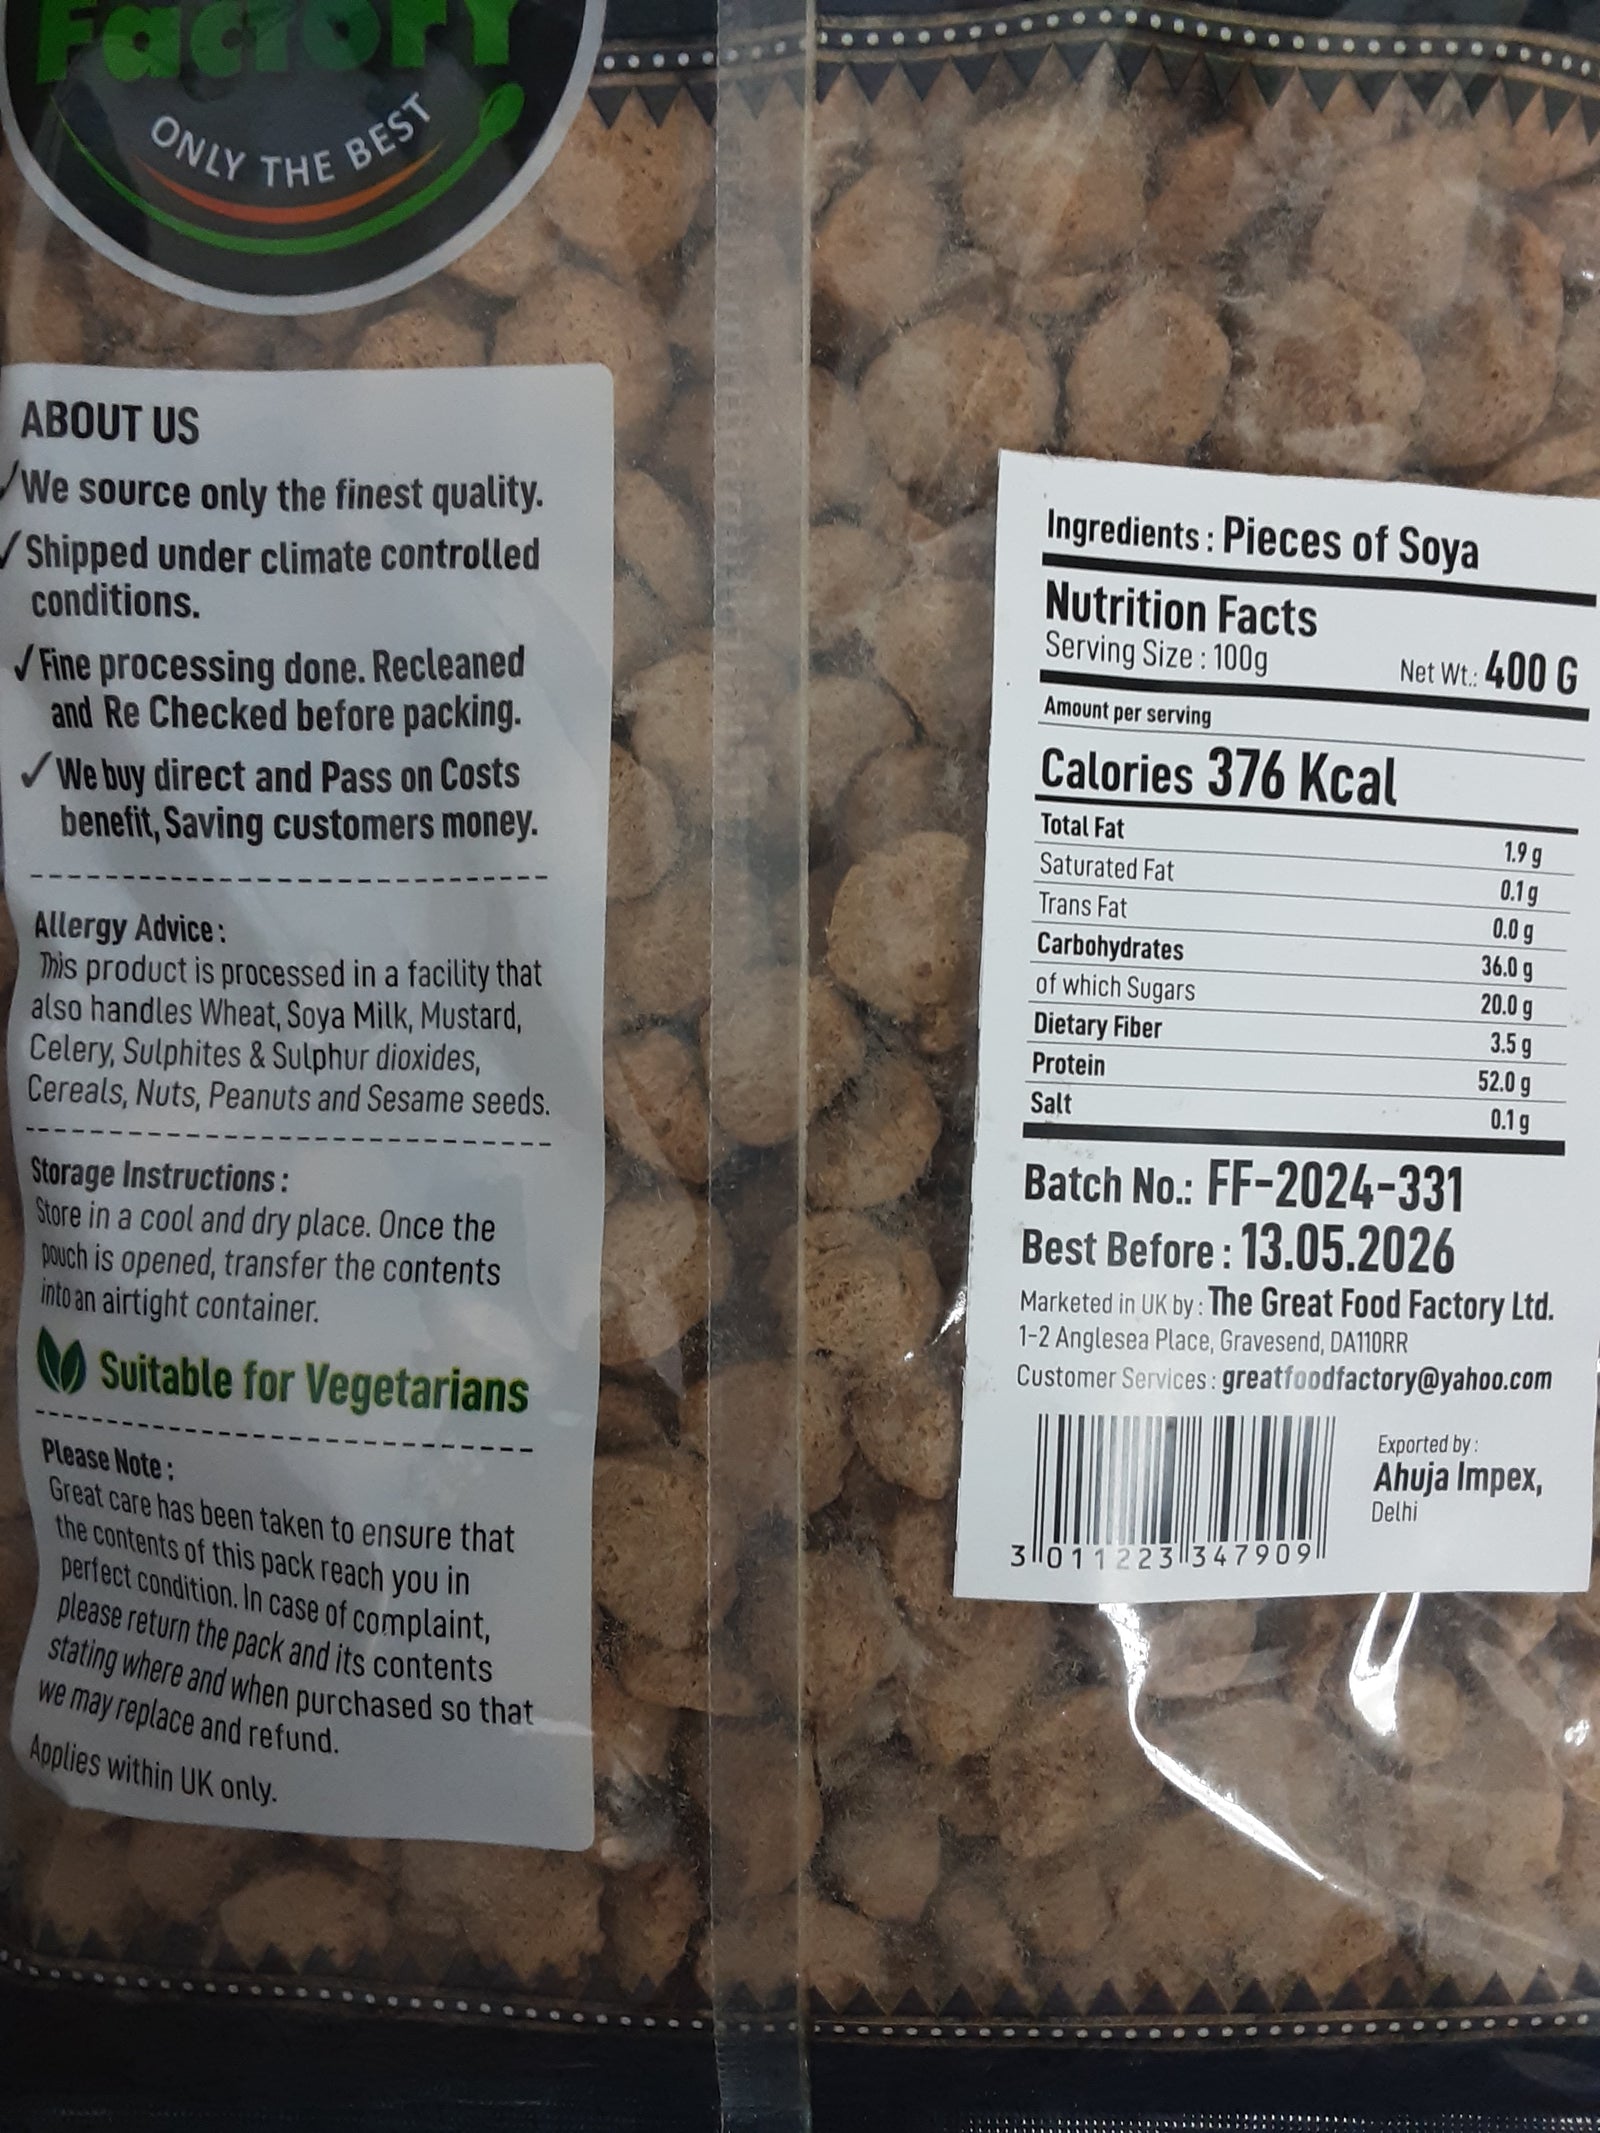 Factory
ONLY THE BEST
ABOUT US
✓We source only the finest quality.
✓Shipped under climate controlled
conditions.
✓Fine processing done. Recleaned
and Re Checked before packing.
✓We buy direct and Pass on Costs
benefit, Saving customers money.
Allergy Advice :
This product is processed in a facility that
also handles Wheat, Soya Milk, Mustard,
Celery, Sulphites & Sulphur dioxides,
Cereals, Nuts, Peanuts and Sesame seeds.
Storage Instructions :
Store in a cool and dry place. Once the
pouch is opened, transfer the contents
into an airtight container.
Suitable for Vegetarians
Please Note :
Great care has been taken to ensure that
the contents of this pack reach you in
perfect condition. In case of complaint,
please return the pack and its contents
stating where and when purchased so that
we may replace and refund.
Applies within UK only.
Ingredients : Pieces of Soya
Nutrition Facts
Serving Size : 100g Net Wt.: 400 G
Amount per serving
Calories 376 Kcal
Total Fat 1.9 g
Saturated Fat 0.1 g
Trans Fat 0.0 g
Carbohydrates 36.0 g
of which Sugars 20.0 g
Dietary Fiber 3.5 g
Protein 52.0 g
Salt 0.1 g
Batch No.: FF-2024-331
Best Before : 13.05.2026
Marketed in UK by : The Great Food Factory Ltd.
1-2 Anglesea Place, Gravesend, DA110RR
Customer Services : greatfoodfactory@yahoo.com
Exported by :
Ahuja Impex,
Delhi
3 011223 347909